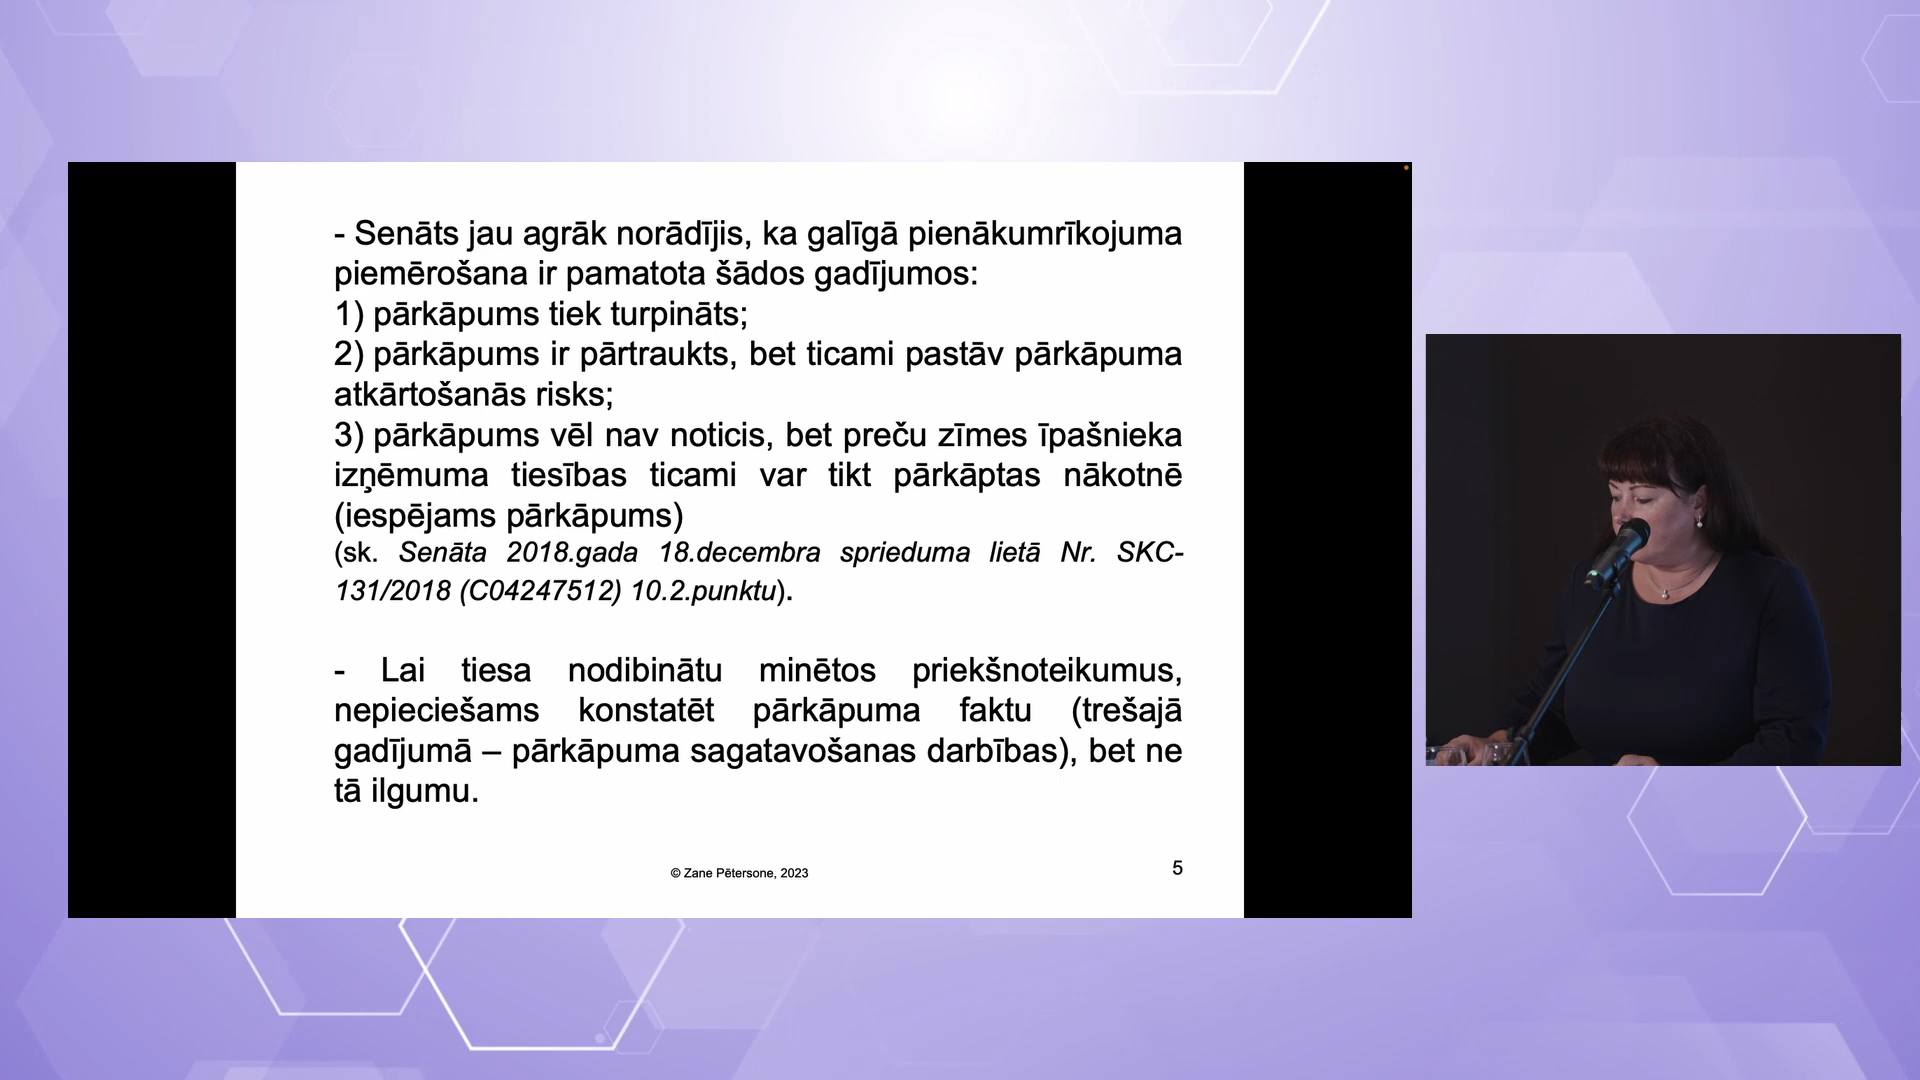 - Senāts jau agrāk norādījis, ka galīgā pienākumrīkojuma
piemērošana ir pamatota šādos gadījumos:
1) pārkāpums tiek turpināts;
2) pārkāpums ir pārtraukts, bet ticami pastāv pārkāpuma
atkārtošanās risks;
3) pārkāpums vēl nav noticis, bet preču zīmes īpašnieka
izņēmuma tiesības ticami var tikt pārkāptas nākotnē
(iespējams pārkāpums)
(sk. Senāta 2018.gada 18.decembra sprieduma lietā Nr. SKC-
131/2018 (C04247512) 10.2.punktu).
- Lai tiesa nodibinātu minētos priekšnoteikumus,
nepieciešams konstatēt pārkāpuma faktu (trešajā
gadījumā – pārkāpuma sagatavošanas darbības), bet ne
tā ilgumu.
© Zane Pētersone, 2023
5